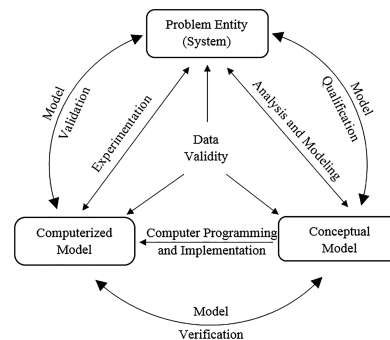 Problem Entity
(System)
Model
Validation
Experimentation
Analysis and Modeling
Model
Qualification
Data
Validity
Computerized
Model
Computer Programming
and Implementation
Conceptual
Model
Model
Verification